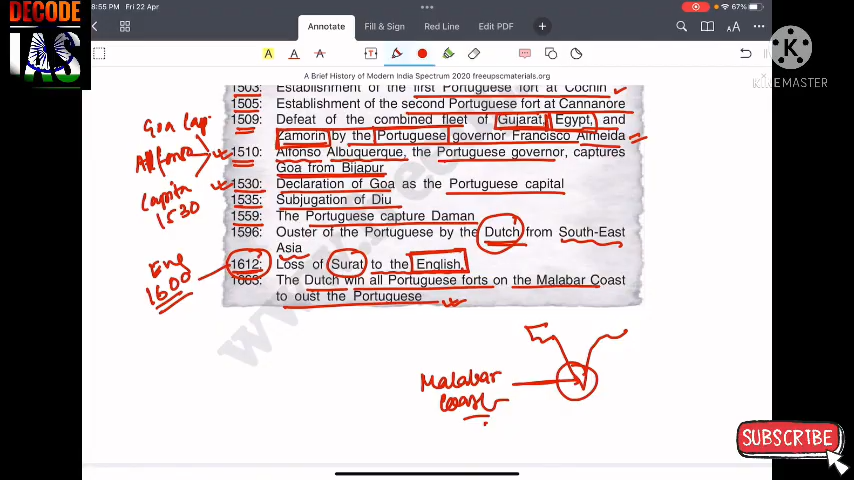 DECODE
IAS
8:55 PM Fri 22 Apr
67%
Annotate Fill & Sign Red Line Edit PDF
A Brief History of Modern India Spectrum 2020 freeupscmaterials.org
K
KINEMASTER
1503: Establishment of the first Portuguese fort at Cochin
1505: Establishment of the second Portuguese fort at Cannanore
1509: Defeat of the combined fleet of Gujarat, Egypt, and
Zamorin by the Portuguese governor Francisco Almeida
1510: Alfonso Albuquerque, the Portuguese governor, captures
Goa from Bijapur
1530: Declaration of Goa as the Portuguese capital
1535: Subjugation of Diu
1559: The Portuguese capture Daman
1596: Ouster of the Portuguese by the Dutch from South-East
Asia
1612: Loss of Surat to the English,
1663: The Dutch win all Portuguese forts on the Malabar Coast
to oust the Portuguese
Goa Cap.
Alfonso
Capital
1530
Eng
1600
Malabar
Coast
SUBSCRIBE